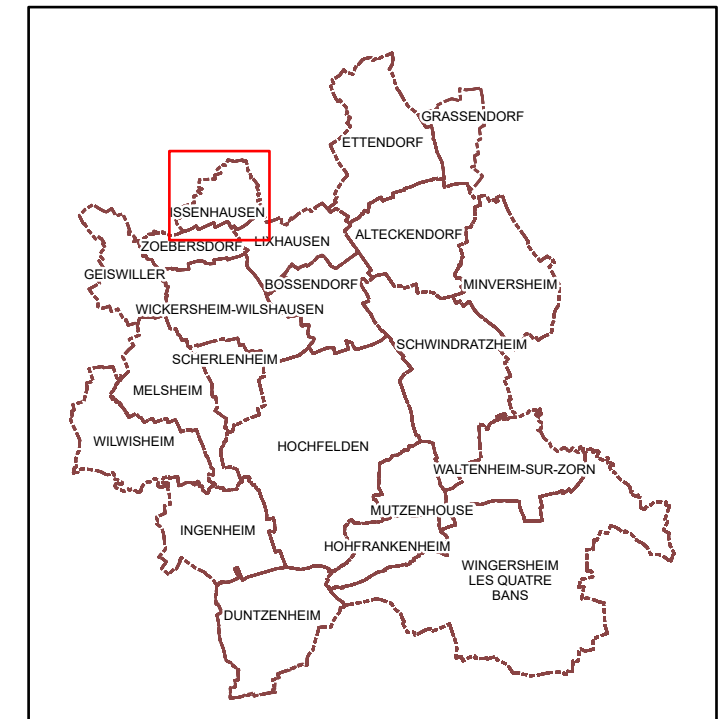 GRASSENDORF
ETTENDORF
ISSENHAUSEN
ALTECKENDORF
LIXHAUSEN
ZOEBERSDORF
GEISWILLER
BOSSENDORF
MINVERSHEIM
WICKERSHEIM-WILSHAUSEN
SCHWINDRATZHEIM
SCHERLENHEIM
MELSHEIM
WILWISHEIM
HOCHFELDEN
WALTENHEIM-SUR-ZORN
MUTZENHOUSE
INGENHEIM
HOHFRANKENHEIM
WINGERSHEIM
LES QUATRE
BANS
DUNTZENHEIM